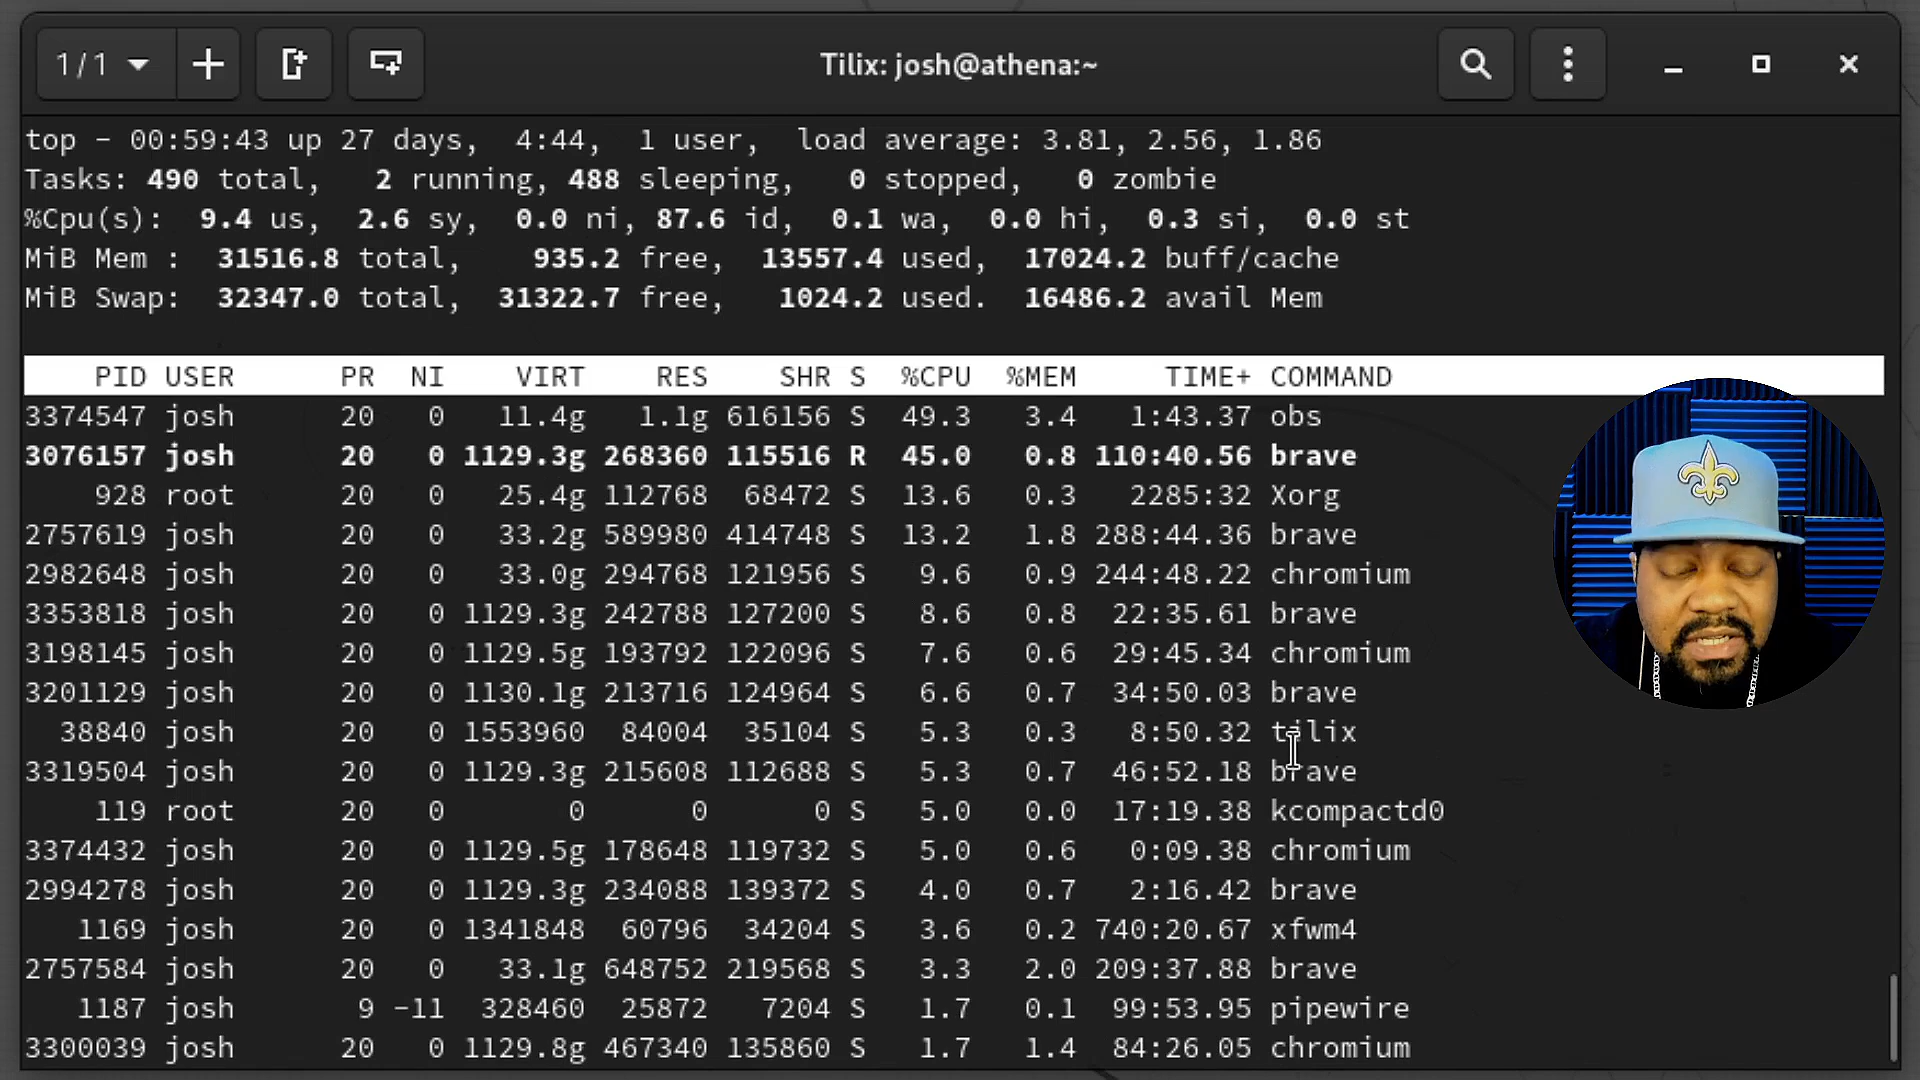 1/1
Tilix: josh@athena:~
top - 00:59:43 up 27 days,  4:44,  1 user,  load average: 3.81, 2.56, 1.86
Tasks: 490 total,   2 running, 488 sleeping,   0 stopped,   0 zombie
%Cpu(s):  9.4 us,  2.6 sy,  0.0 ni, 87.6 id,  0.1 wa,  0.0 hi,  0.3 si,  0.0 st
MiB Mem :  31516.8 total,    935.2 free,  13557.4 used,  17024.2 buff/cache
MiB Swap:  32347.0 total,  31322.7 free,   1024.2 used.  16486.2 avail Mem
PID USER      PR  NI    VIRT    RES    SHR S  %CPU  %MEM     TIME+ COMMAND
3374547 josh      20   0   11.4g   1.1g 616156 S  49.3   3.4   1:43.37 obs
3076157 josh      20   0 1129.3g 268360 115516 R  45.0   0.8 110:40.56 brave
928 root      20   0   25.4g 112768  68472 S  13.6   0.3   2285:32 Xorg
2757619 josh      20   0   33.2g 589980 414748 S  13.2   1.8 288:44.36 brave
2982648 josh      20   0   33.0g 294768 121956 S   9.6   0.9 244:48.22 chromium
3353818 josh      20   0 1129.3g 242788 127200 S   8.6   0.8  22:35.61 brave
3198145 josh      20   0 1129.5g 193792 122096 S   7.6   0.6  29:45.34 chromium
3201129 josh      20   0 1130.1g 213716 124964 S   6.6   0.7  34:50.03 brave
38840 josh      20   0 1553960  84004  35104 S   5.3   0.3   8:50.32 tilix
3319504 josh      20   0 1129.3g 215608 112688 S   5.3   0.7  46:52.18 brave
119 root      20   0       0      0      0 S   5.0   0.0  17:19.38 kcompactd0
3374432 josh      20   0 1129.5g 178648 119732 S   5.0   0.6   0:09.38 chromium
2994278 josh      20   0 1129.3g 234088 139372 S   4.0   0.7   2:16.42 brave
1169 josh      20   0 1341848  60796  34204 S   3.6   0.2 740:20.67 xfwm4
2757584 josh      20   0   33.1g 648752 219568 S   3.3   2.0 209:37.88 brave
1187 josh       9 -11  328460  25872   7204 S   1.7   0.1  99:53.95 pipewire
3300039 josh      20   0 1129.8g 467340 135860 S   1.7   1.4  84:26.05 chromium